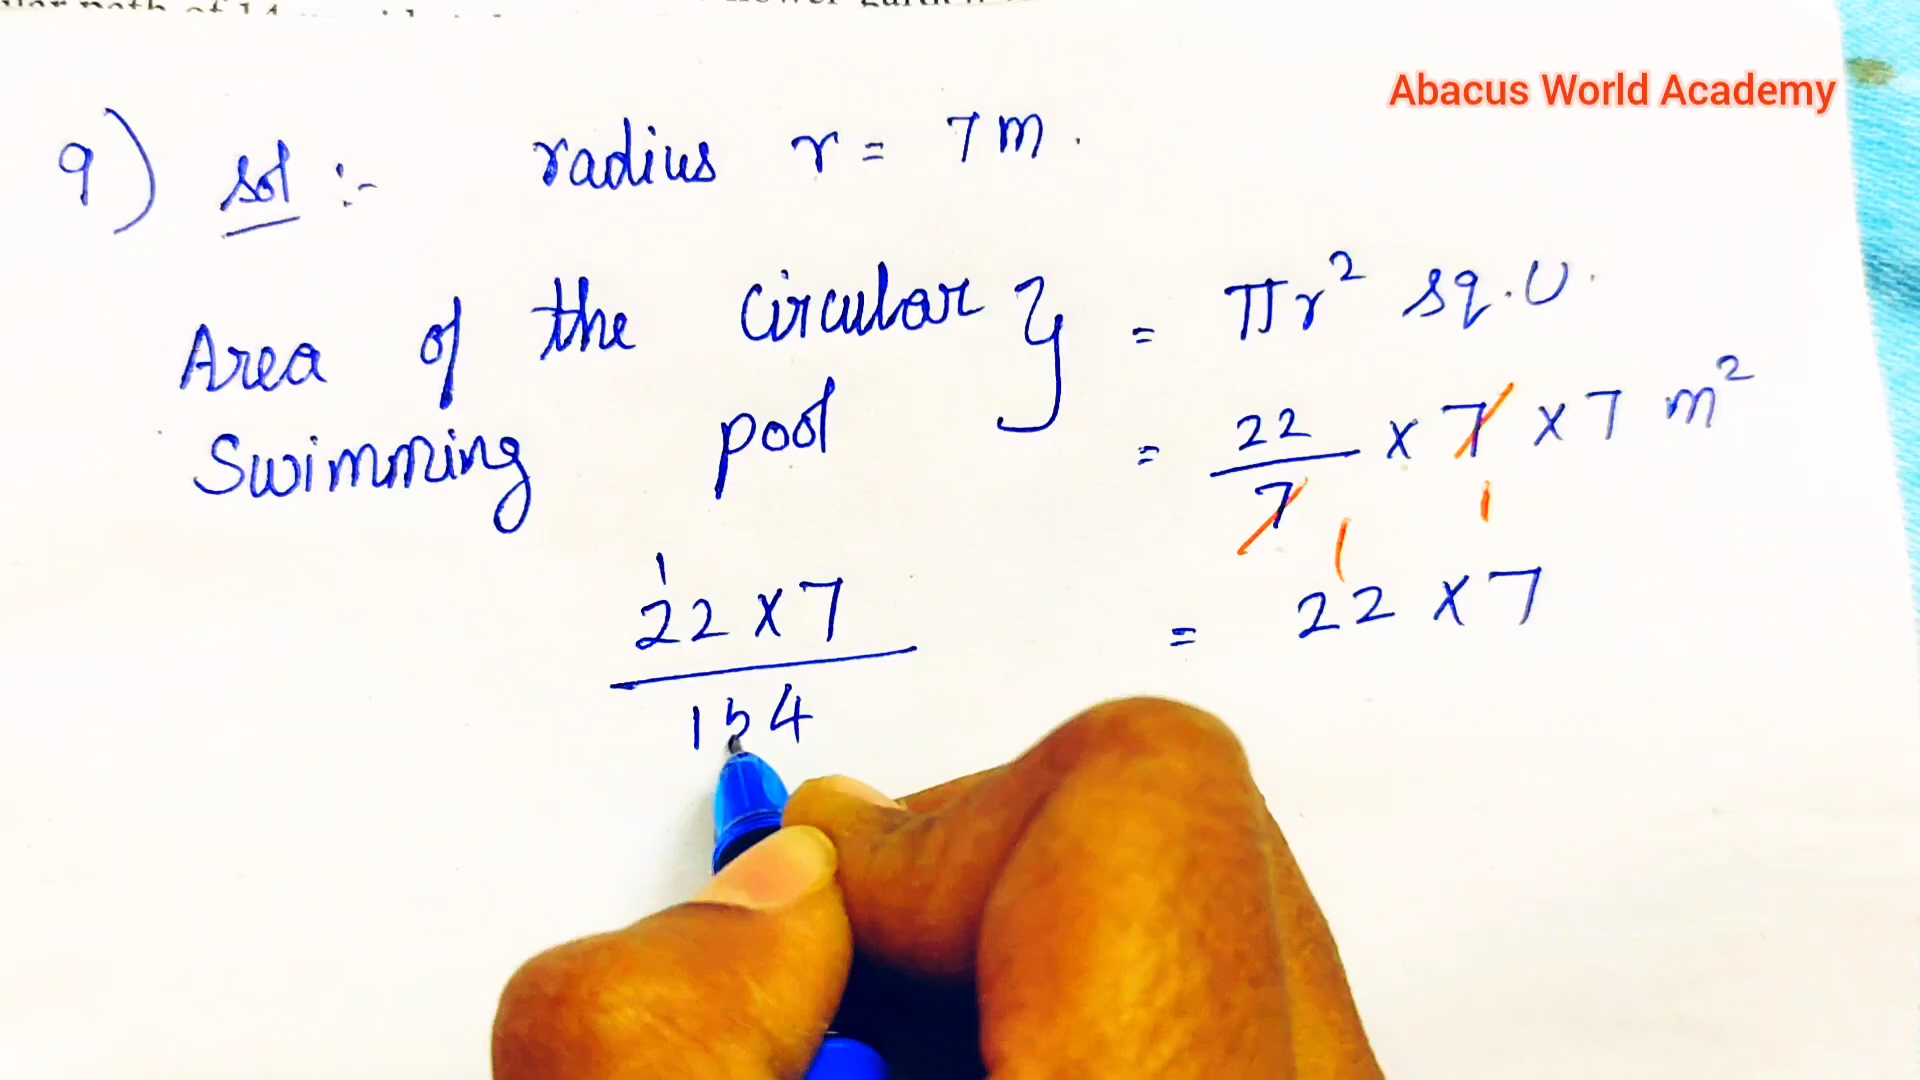 Abacus World Academy
9) Sol :- radius r = 7 m.
Area of the circular } = πr² sq.U.
Swimming pool = 22/7 × 7 × 7 m²
1 1
1
22 × 7 = 22 × 7
154